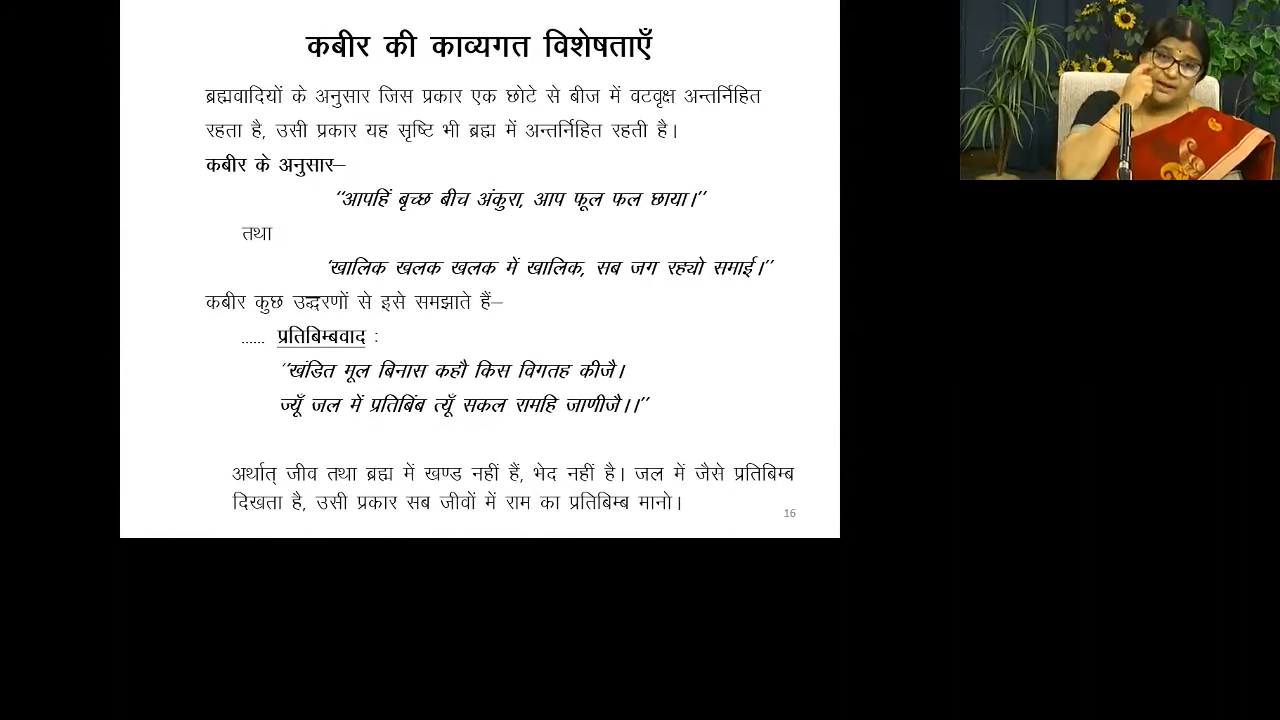 कबीर की काव्यगत विशेषताएँ
ब्रह्मवादियों के अनुसार जिस प्रकार एक छोटे से बीज में वटवृक्ष अन्तर्निहित
रहता है, उसी प्रकार यह सृष्टि भी ब्रह्म में अन्तर्निहित रहती है।
कबीर के अनुसार–
“आपहिं बृच्छ बीच अंकुरा, आप फूल फल छाया।”
तथा
‘खालिक खलक खलक में खालिक, सब जग रह्यो समाई।”
कबीर कुछ उद्धरणों से इसे समझाते हैं–
...... प्रतिबिम्बवाद :
“खंडित मूल बिनास कहौ किस विगतह कीजै।
ज्यूँ जल में प्रतिबिंब त्यूँ सकल रामहि जाणीजै।।”
अर्थात् जीव तथा ब्रह्म में खण्ड नहीं हैं, भेद नहीं है। जल में जैसे प्रतिबिम्ब
दिखता है, उसी प्रकार सब जीवों में राम का प्रतिबिम्ब मानो।
16